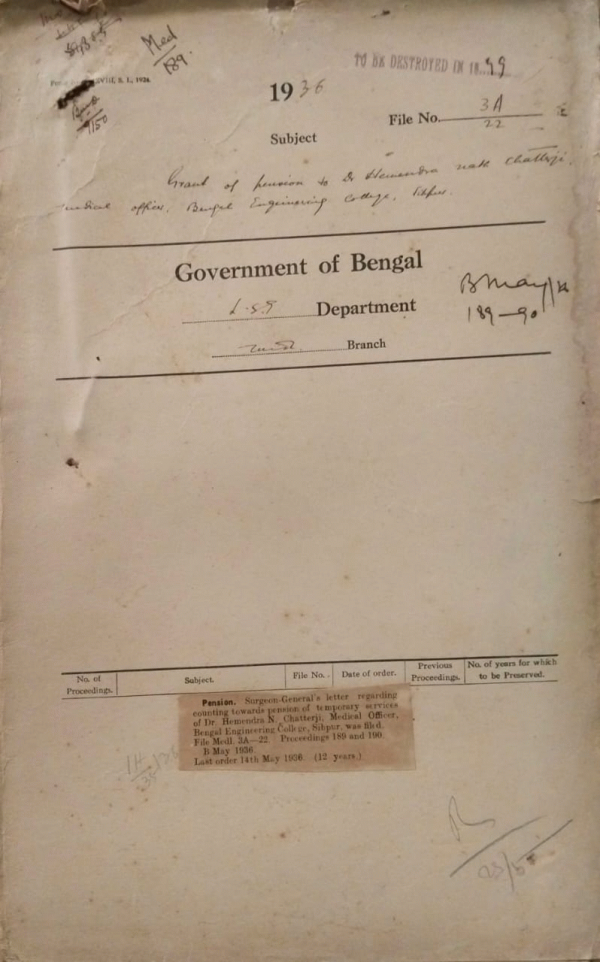 Med
189.
TO BE DESTROYED IN 19
1936
File No. 3A
22
Subject
Grant of pension to Dr Hemendra nath Chatterji,
medical officer, Bengal Engineering College, Sibpur.
Government of Bengal
L.S.G Department
Branch
B May/36
189-90
No. of Proceedings.
Subject.
File No.
Date of order.
Previous Proceedings.
No. of years for which to be Preserved.
Pension. Surgeon-General's letter regarding
counting towards pension of temporary services
of Dr. Hemendra N. Chatterji, Medical Officer,
Bengal Engineering College, Sibpur, was filed.
File Medl. 3A—22. Proceedings 189 and 190
B May 1936.
Last order 14th May 1936. (12 years.)